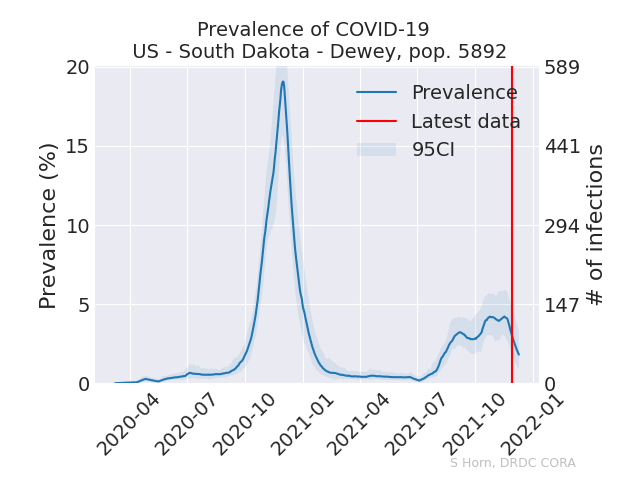 Prevalence of COVID-19
US - South Dakota - Dewey, pop. 5892
Prevalence (%)
20
15
10
5
0
Prevalence
Latest data
95CI
589
441
294
147
0
# of infections
2020-04
2020-07
2020-10
2021-01
2021-04
2021-07
2021-10
2022-01
S Horn, DRDC CORA